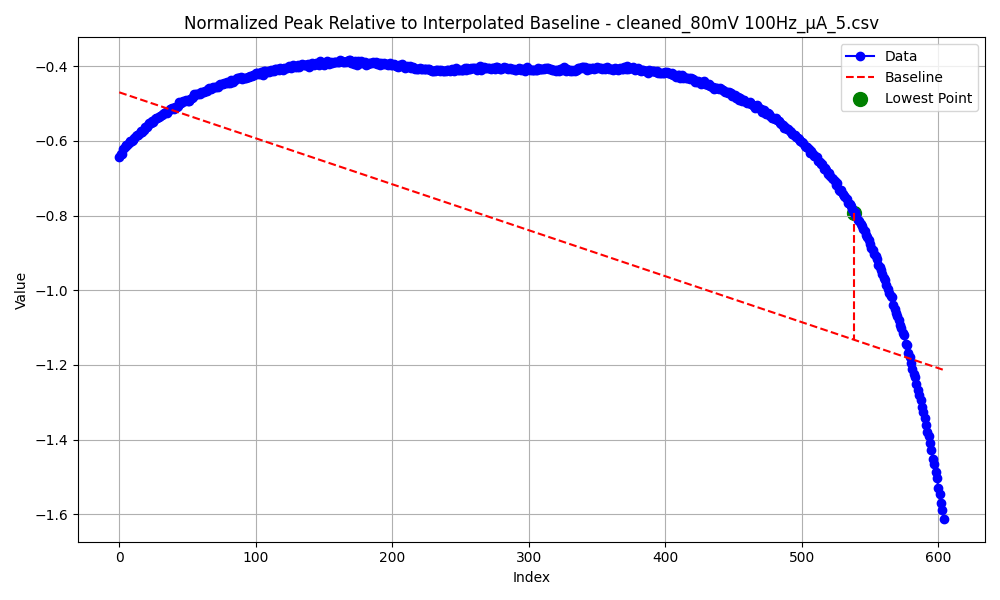 Normalized Peak Relative to Interpolated Baseline - cleaned_80mV 100Hz_μA_5.csv
Data
Baseline
Lowest Point
Value
−0.4
−0.6
−0.8
−1.0
−1.2
−1.4
−1.6
0
100
200
300
400
500
600
Index